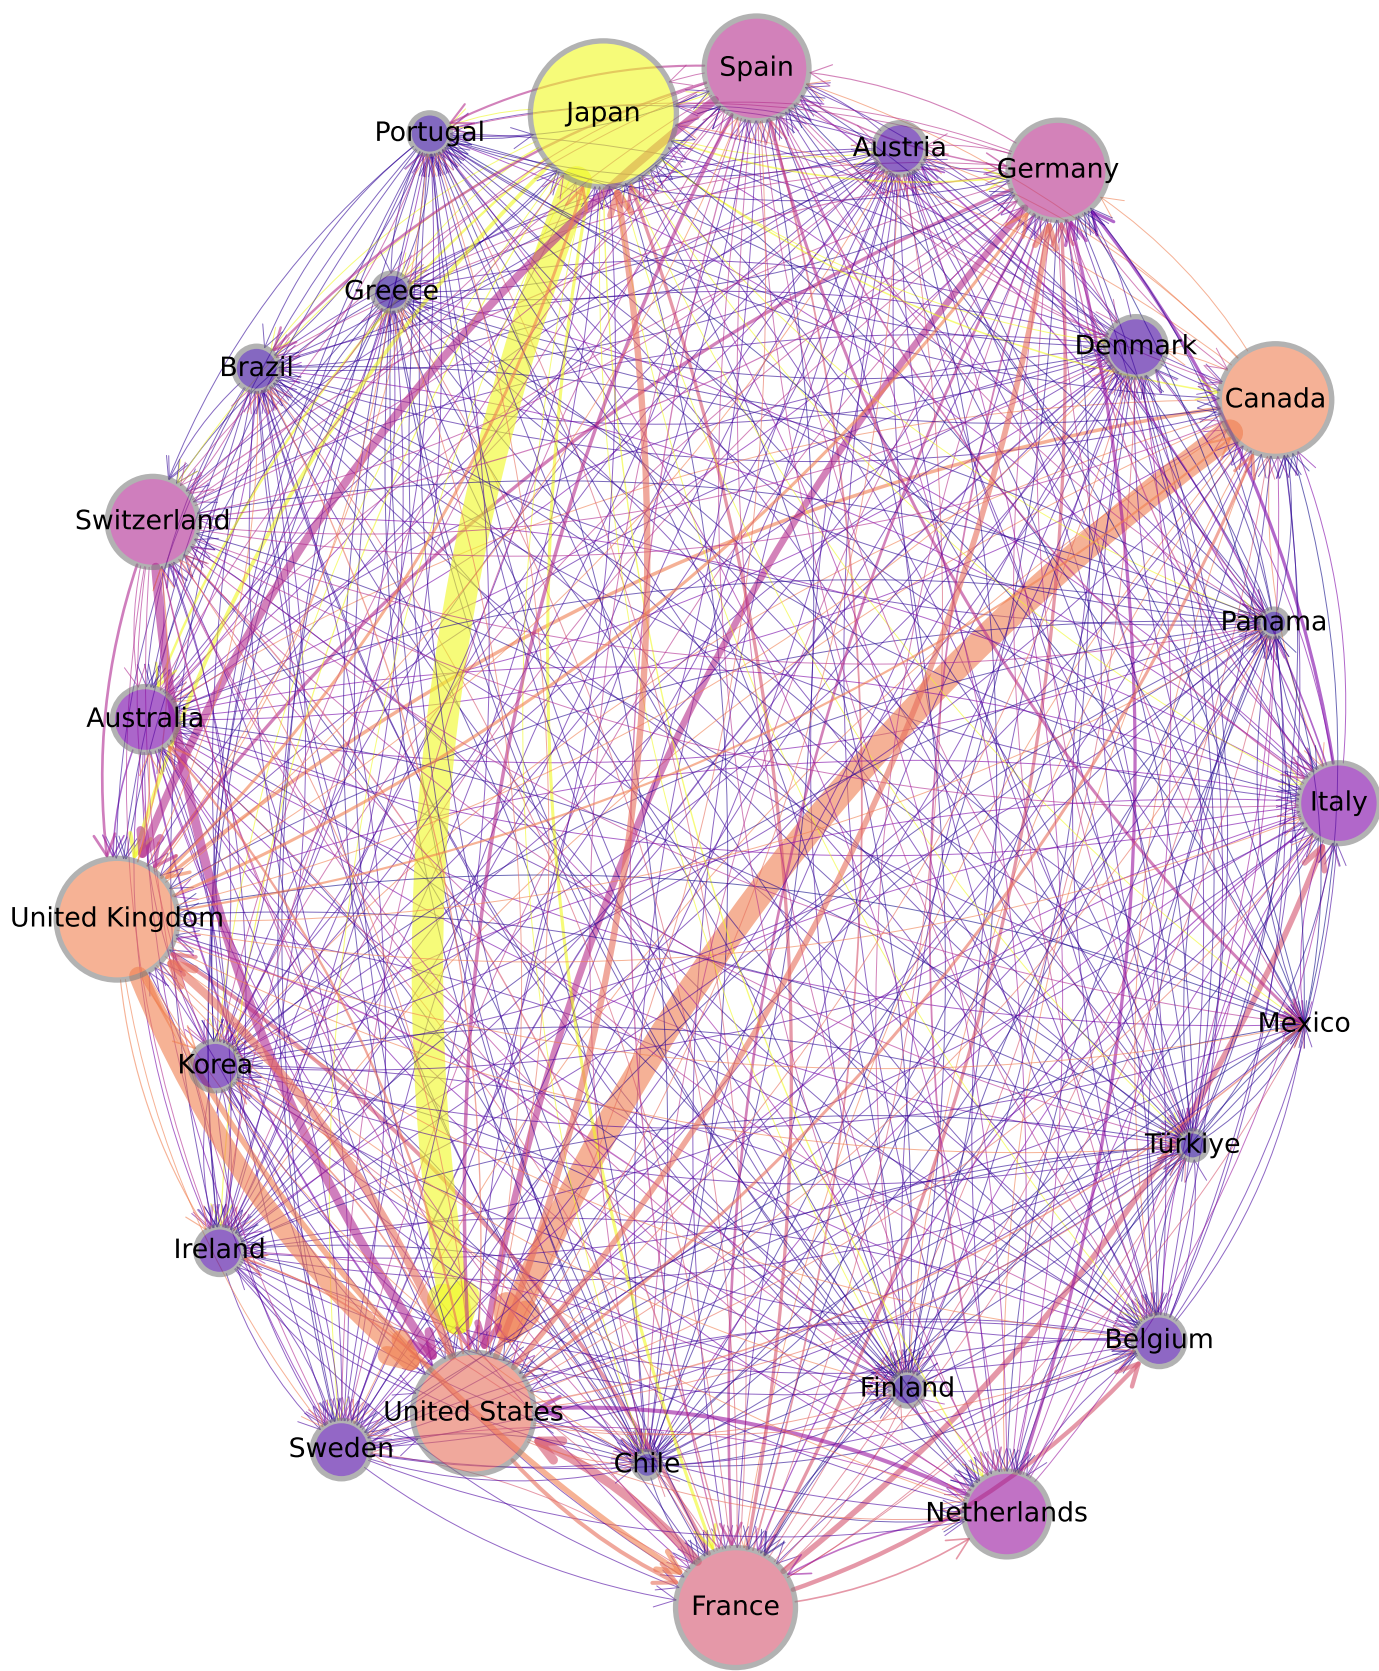 Spain
Japan
Portugal
Austria
Germany
Greece
Denmark
Brazil
Canada
Switzerland
Panama
Australia
Italy
United Kingdom
Mexico
Korea
Türkiye
Ireland
Belgium
Finland
United States
Sweden
Chile
Netherlands
France